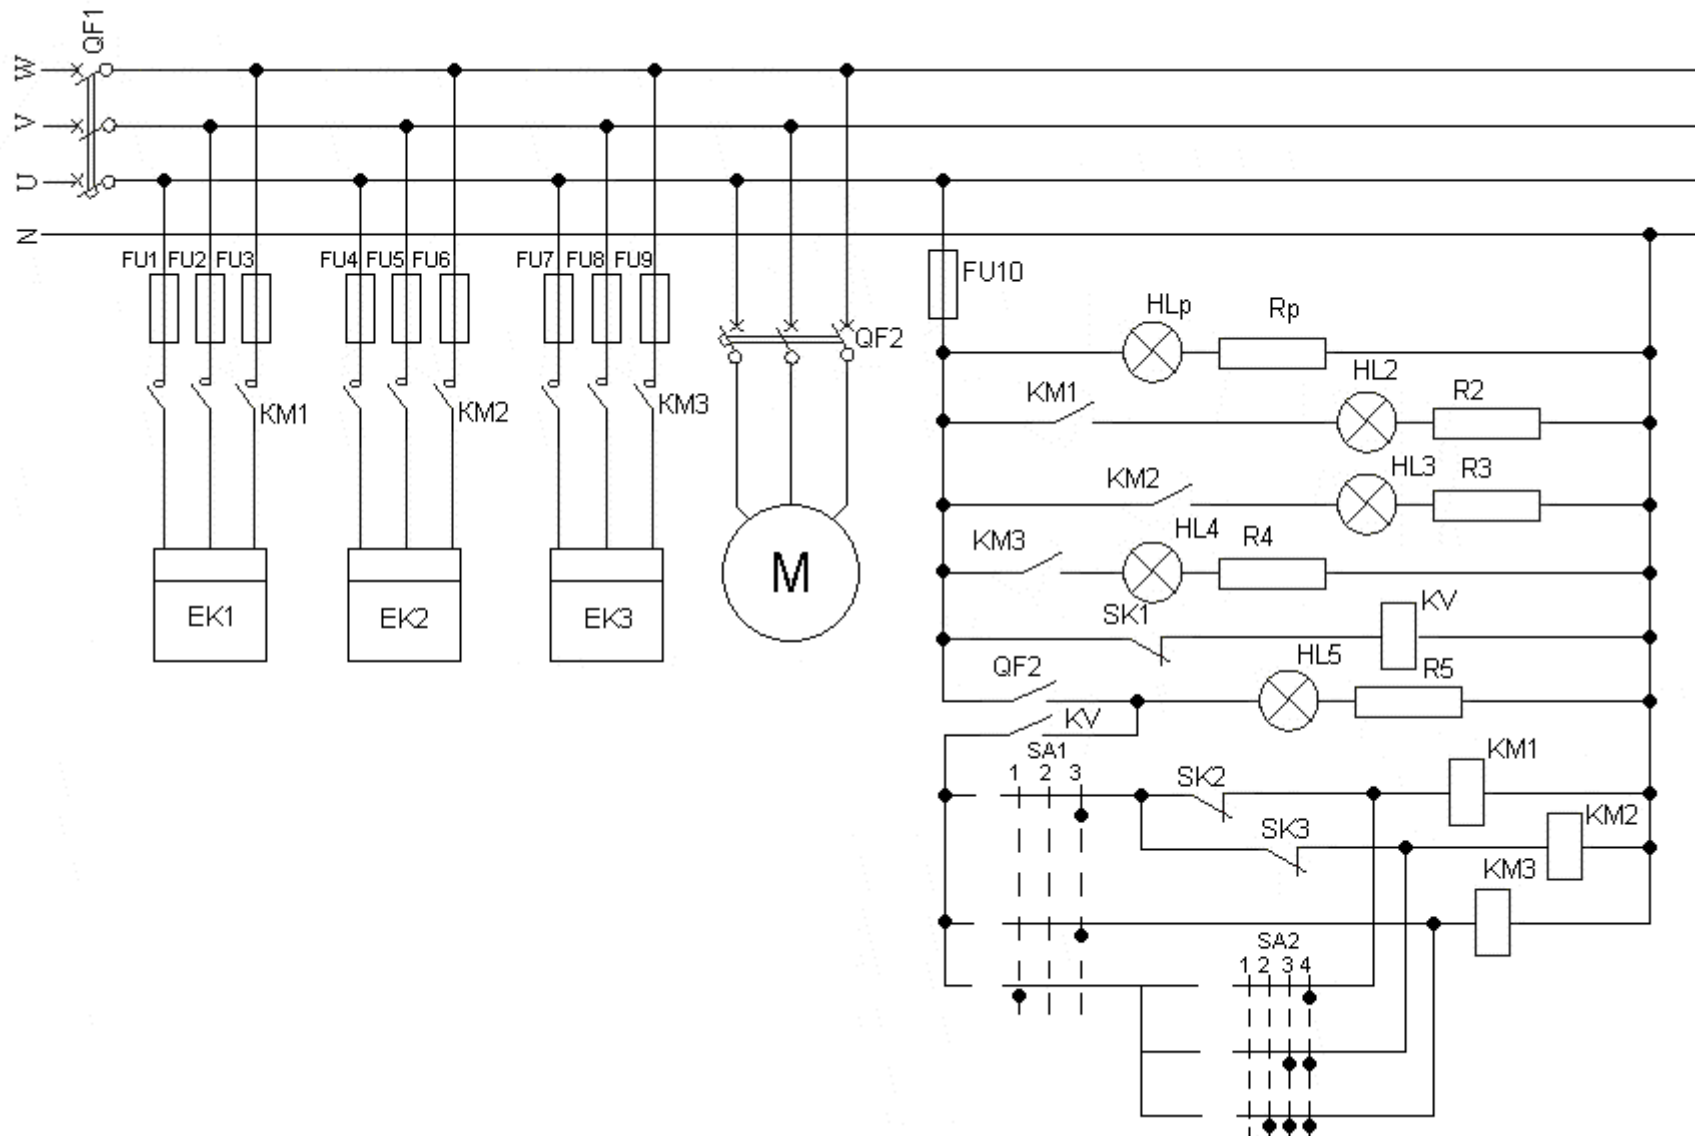 QF1
W
V
U
N
FU1 FU2 FU3 FU4 FU5 FU6 FU7 FU8 FU9
FU10
HLp Rp
QF2
KM1 HL2 R2
KM1 KM2 KM3
KM2 HL3 R3
KM3 HL4 R4
M
EK1 EK2 EK3
SK1 KV
QF2 HL5 R5
KV
SA1 KM1
1 2 3 SK2
SK3 KM2
KM3
SA2
1 2 3 4